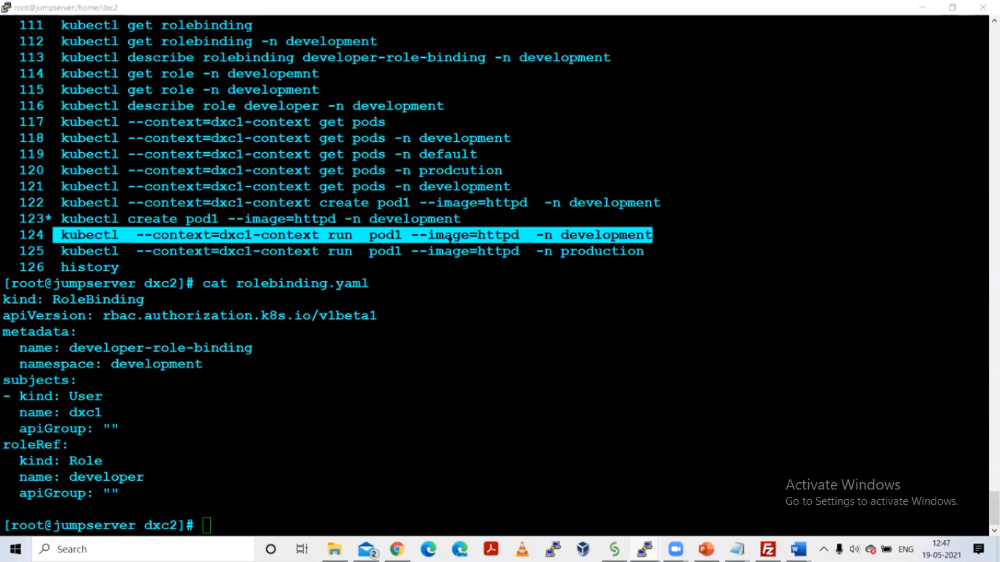 root@jumpserver:/home/dxc2
111 kubectl get rolebinding
112 kubectl get rolebinding -n development
113 kubectl describe rolebinding developer-role-binding -n development
114 kubectl get role -n developemnt
115 kubectl get role -n development
116 kubectl describe role developer -n development
117 kubectl --context=dxc1-context get pods
118 kubectl --context=dxc1-context get pods -n development
119 kubectl --context=dxc1-context get pods -n default
120 kubectl --context=dxc1-context get pods -n prodcution
121 kubectl --context=dxc1-context get pods -n development
122 kubectl --context=dxc1-context create pod1 --image=httpd  -n development
123* kubectl create pod1 --image=httpd -n development
124 kubectl  --context=dxc1-context run  pod1 --image=httpd  -n development
125 kubectl  --context=dxc1-context run  pod1 --image=httpd  -n production
126 history
[root@jumpserver dxc2]# cat rolebinding.yaml
kind: RoleBinding
apiVersion: rbac.authorization.k8s.io/v1beta1
metadata:
  name: developer-role-binding
  namespace: development
subjects:
- kind: User
  name: dxc1
  apiGroup: ""
roleRef:
  kind: Role
  name: developer
  apiGroup: ""
[root@jumpserver dxc2]#
Activate Windows
Go to Settings to activate Windows.
Search
2
BETA
ENG
12:47
19-05-2021